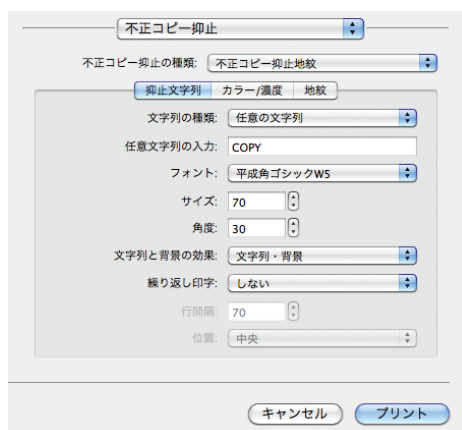 不正コピー抑止
不正コピー抑止の種類: 不正コピー抑止地紋
抑止文字列 カラー/濃度 地紋
文字列の種類: 任意の文字列
任意文字列の入力: COPY
フォント: 平成角ゴシックW5
サイズ: 70
角度: 30
文字列と背景の効果: 文字列・背景
繰り返し印字: しない
行間隔: 70
位置: 中央
キャンセル プリント